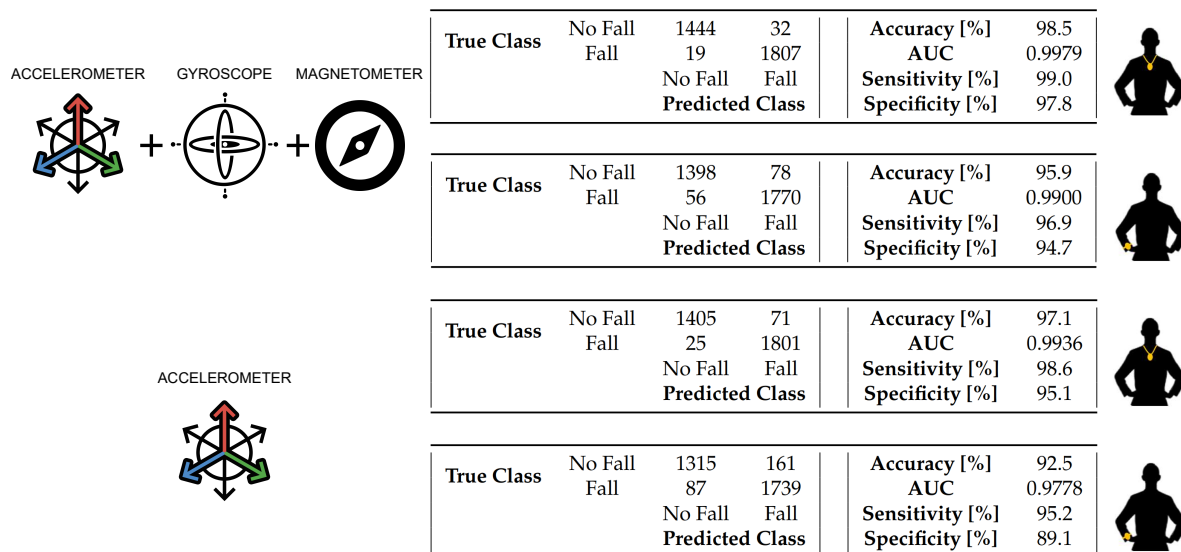 ACCELEROMETER GYROSCOPE MAGNETOMETER
True Class No Fall 1444 32 Accuracy [%] 98.5
Fall 19 1807 AUC 0.9979
No Fall Fall Sensitivity [%] 99.0
Predicted Class Specificity [%] 97.8
True Class No Fall 1398 78 Accuracy [%] 95.9
Fall 56 1770 AUC 0.9900
No Fall Fall Sensitivity [%] 96.9
Predicted Class Specificity [%] 94.7
ACCELEROMETER
True Class No Fall 1405 71 Accuracy [%] 97.1
Fall 25 1801 AUC 0.9936
No Fall Fall Sensitivity [%] 98.6
Predicted Class Specificity [%] 95.1
True Class No Fall 1315 161 Accuracy [%] 92.5
Fall 87 1739 AUC 0.9778
No Fall Fall Sensitivity [%] 95.2
Predicted Class Specificity [%] 89.1